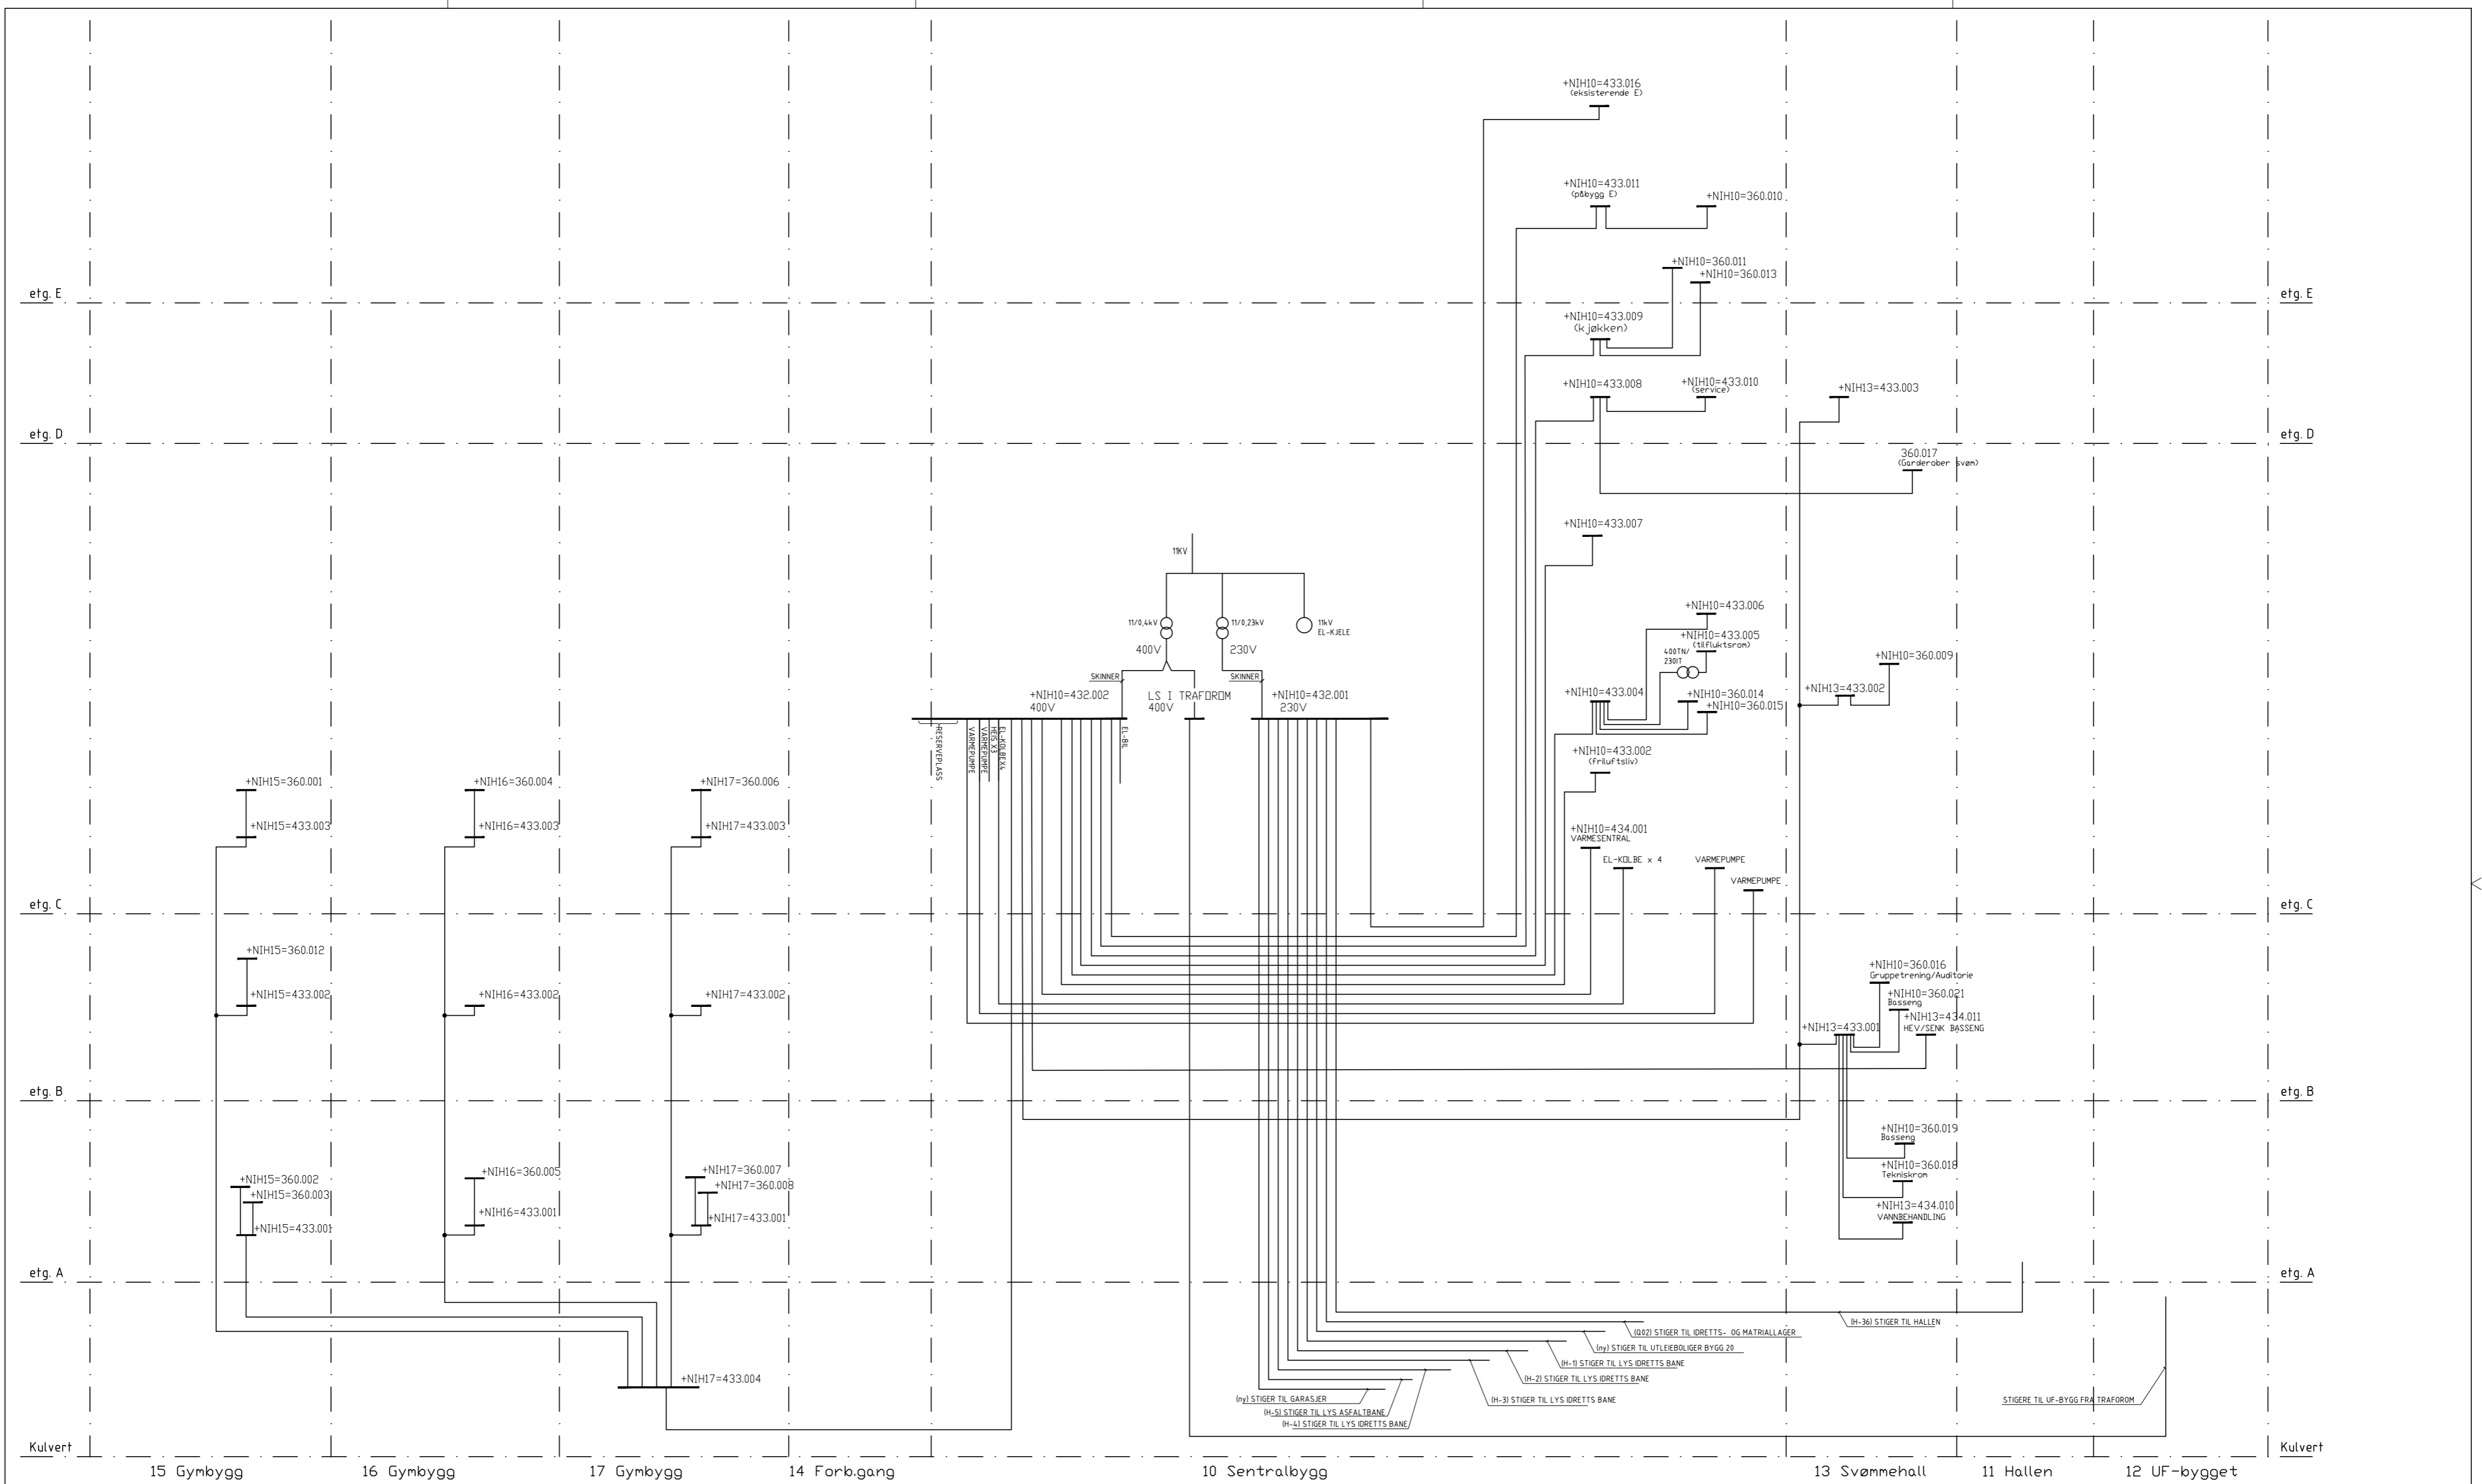 +NIH10=433.016
(eksisterende E)
+NIH10=433.011
(påbygg E)
+NIH10=360.010
+NIH10=360.011
+NIH10=360.013
etg. E
etg. E
+NIH10=433.009
(kjøkken)
+NIH10=433.008
+NIH10=433.010
(service)
+NIH13=433.003
etg. D
etg. D
360.017
(Garderober svøm)
+NIH10=433.007
11KV
+NIH10=433.006
11/0,4kV
11/0,23kV
11kV
EL-KJELE
+NIH10=433.005
(tilfluktsrom)
400V
230V
400TN/
230IT
+NIH10=360.009
SKINNER
SKINNER
+NIH10=432.002
400V
LS I TRAFOROM
400V
+NIH10=432.001
230V
+NIH10=433.004
+NIH10=360.014
+NIH10=360.015
+NIH13=433.002
RESERVEPLASS
VARMEPUMPE
VARMEPUMPE
HEIS X3
EL-KOLBEX4
EL-BIL
+NIH10=433.002
(friluftsliv)
+NIH15=360.001
+NIH16=360.004
+NIH17=360.006
+NIH15=433.003
+NIH16=433.003
+NIH17=433.003
+NIH10=434.001
VARMESENTRAL
EL-KOLBE x 4
VARMEPUMPE
VARMEPUMPE
etg. C
etg. C
+NIH15=360.012
+NIH10=360.016
Gruppetrening/Auditorie
+NIH15=433.002
+NIH16=433.002
+NIH17=433.002
+NIH10=360.021
Basseng
+NIH13=434.011
HEV/SENK BASSENG
+NIH13=433.001
etg. B
etg. B
+NIH10=360.019
Basseng
+NIH15=360.002
+NIH15=360.003
+NIH16=360.005
+NIH17=360.007
+NIH17=360.008
+NIH10=360.018
Tekniskrom
+NIH15=433.001
+NIH16=433.001
+NIH17=433.001
+NIH13=434.010
VANNBEHANDLING
etg. A
etg. A
(H-36) STIGER TIL HALLEN
(Q02) STIGER TIL IDRETTS- OG MATRIALLAGER
(ny) STIGER TIL UTLEIEBOLIGER BYGG 20
(H-1) STIGER TIL LYS IDRETTS BANE
(H-2) STIGER TIL LYS IDRETTS BANE
+NIH17=433.004
(ny) STIGER TIL GARASJER
(H-3) STIGER TIL LYS IDRETTS BANE
STIGERE TIL UF-BYGG FRA TRAFOROM
(H-5) STIGER TIL LYS ASFALTBANE
(H-4) STIGER TIL LYS IDRETTS BANE
Kulvert
Kulvert
15 Gymbygg
16 Gymbygg
17 Gymbygg
14 Forb.gang
10 Sentralbygg
13 Svømmehall
11 Hallen
12 UF-bygget